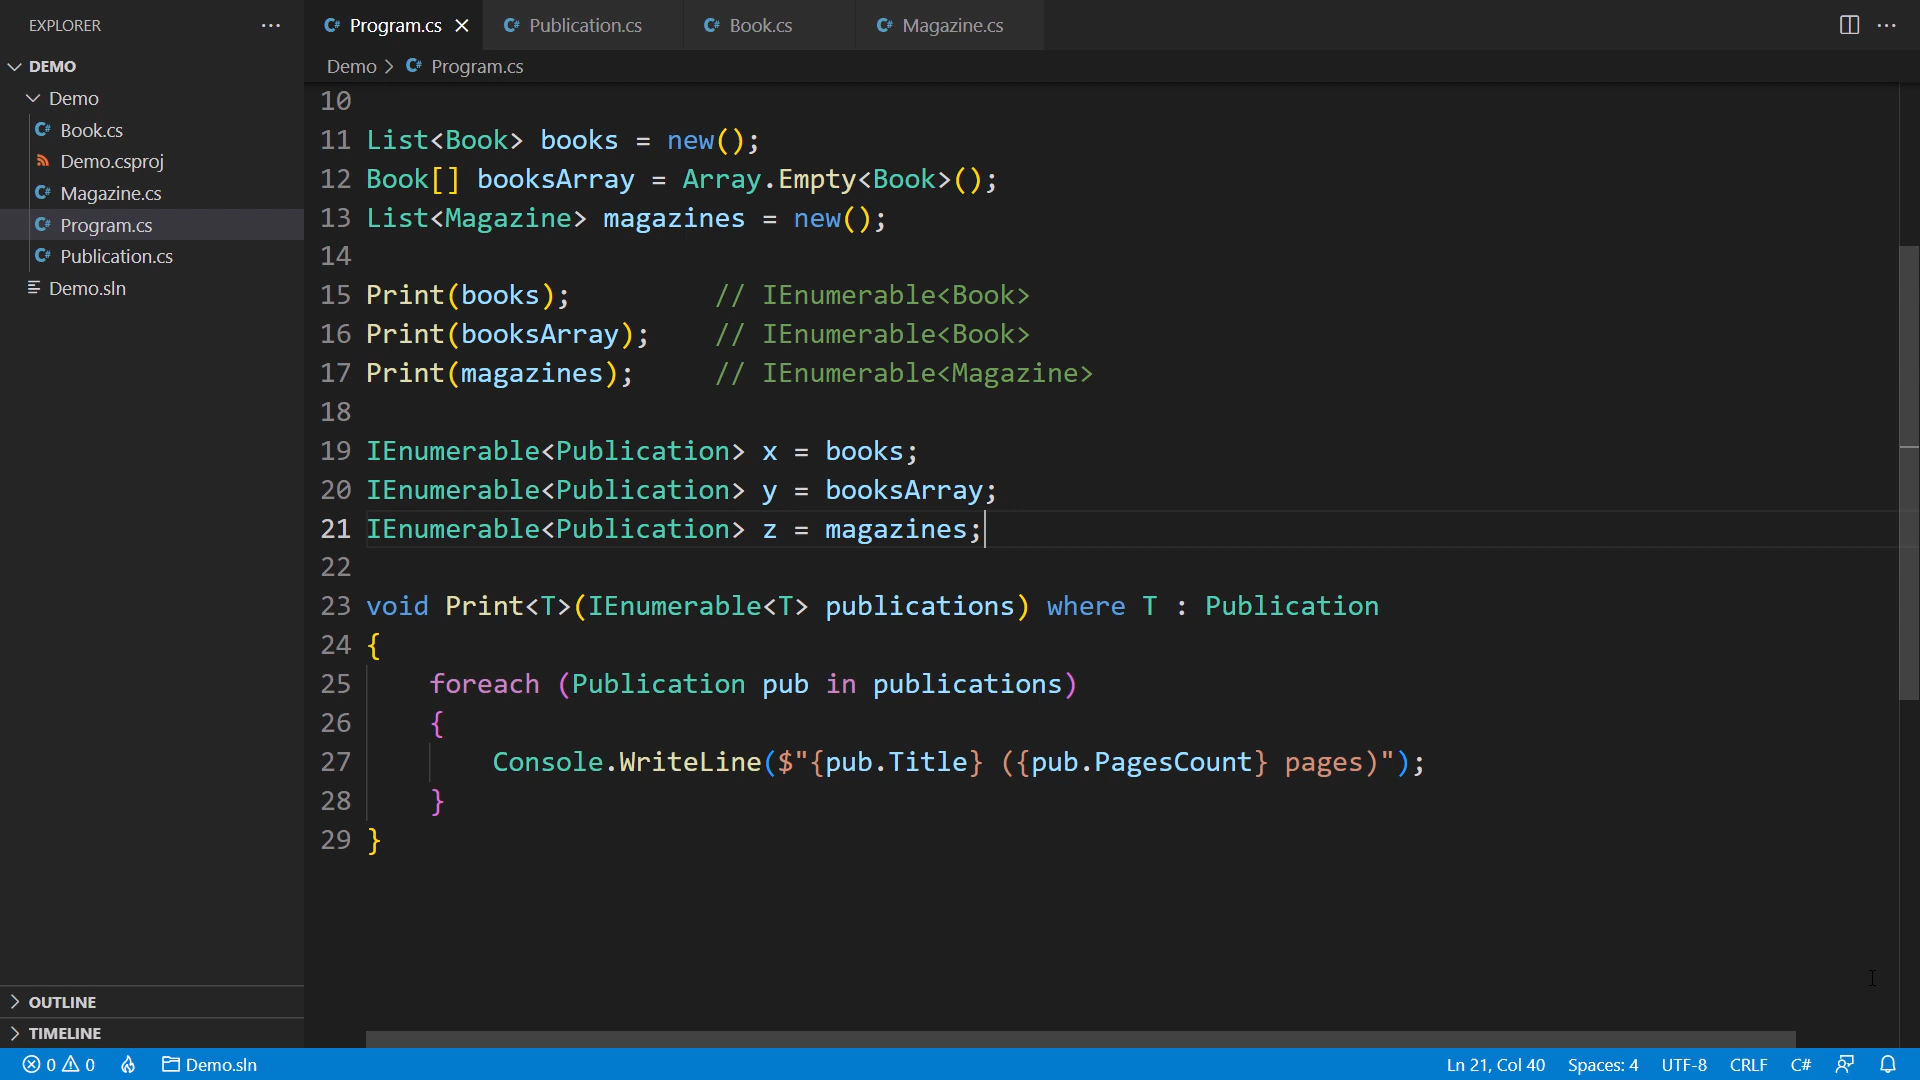 EXPLORER
DEMO
Demo
Book.cs
Demo.csproj
Magazine.cs
Program.cs
Publication.cs
Demo.sln
OUTLINE
TIMELINE
C# Program.cs
C# Publication.cs
C# Book.cs
C# Magazine.cs
Demo > C# Program.cs
10
11 List<Book> books = new();
12 Book[] booksArray = Array.Empty<Book>();
13 List<Magazine> magazines = new();
14
15 Print(books);         // IEnumerable<Book>
16 Print(booksArray);    // IEnumerable<Book>
17 Print(magazines);     // IEnumerable<Magazine>
18
19 IEnumerable<Publication> x = books;
20 IEnumerable<Publication> y = booksArray;
21 IEnumerable<Publication> z = magazines;
22
23 void Print<T>(IEnumerable<T> publications) where T : Publication
24 {
25     foreach (Publication pub in publications)
26     {
27         Console.WriteLine($"{pub.Title} ({pub.PagesCount} pages)");
28     }
29 }
0 0 Demo.sln Ln 21, Col 40 Spaces: 4 UTF-8 CRLF C#